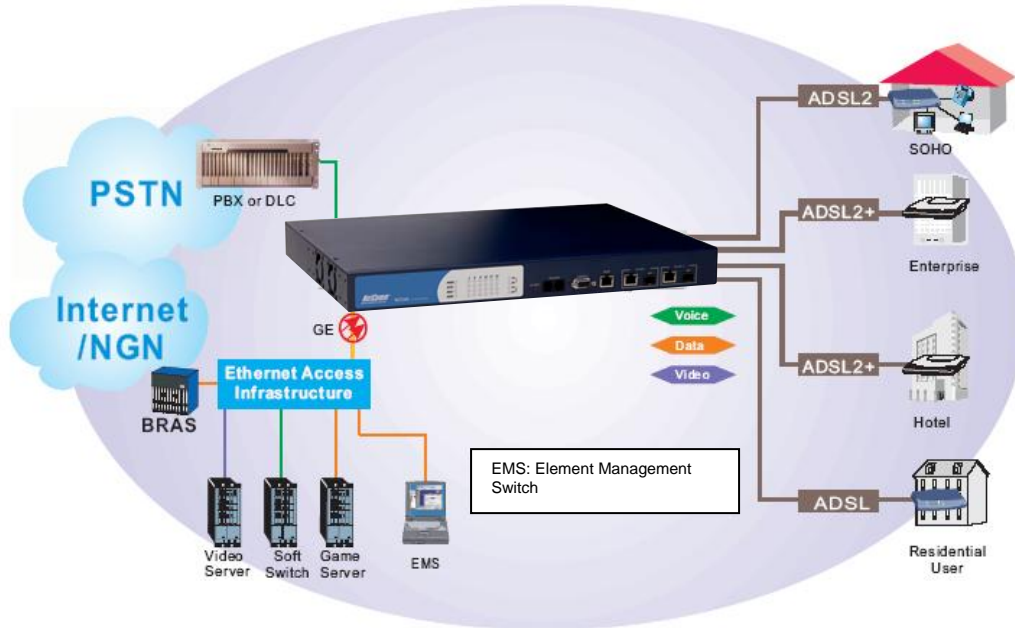 PSTN
PBX or DLC
Internet
/NGN
GE
Ethernet Access
Infrastructure
BRAS
Video
Server
Soft
Switch
Game
Server
EMS
Voice
Data
Video
EMS: Element Management
Switch
ADSL2
SOHO
ADSL2+
Enterprise
ADSL2+
Hotel
ADSL
Residential
User